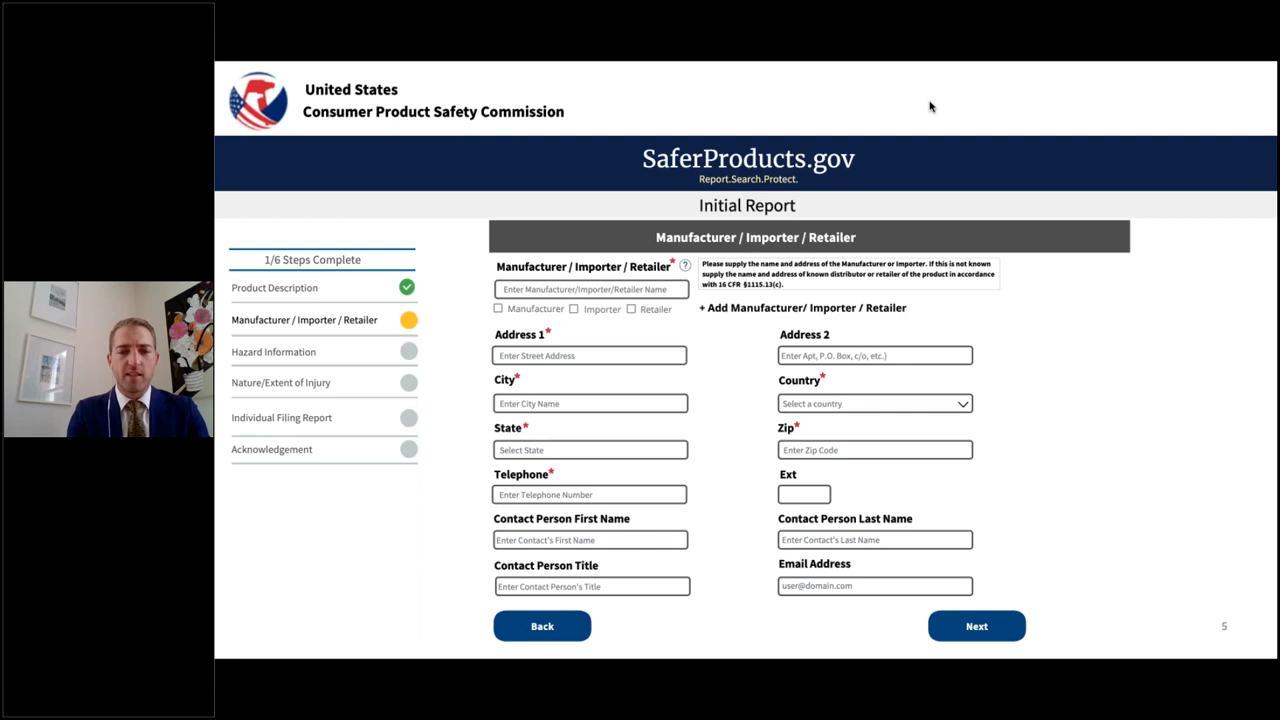 United States
Consumer Product Safety Commission
SaferProducts.gov
Report.Search.Protect.
Initial Report
1/6 Steps Complete
Product Description
Manufacturer / Importer / Retailer
Hazard Information
Nature/Extent of Injury
Individual Filing Report
Acknowledgement
Manufacturer / Importer / Retailer
Manufacturer / Importer / Retailer* ?
Enter Manufacturer/Importer/Retailer Name
Manufacturer Importer Retailer
Please supply the name and address of the Manufacturer or Importer. If this is not known
supply the name and address of known distributor or retailer of the product in accordance
with 16 CFR §1115.13(c).
+ Add Manufacturer/ Importer / Retailer
Address 1*
Enter Street Address
Address 2
Enter Apt, P.O. Box, c/o, etc.)
City*
Enter City Name
Country*
Select a country
State*
Select State
Zip*
Enter Zip Code
Telephone*
Enter Telephone Number
Ext
Contact Person First Name
Enter Contact's First Name
Contact Person Last Name
Enter Contact's Last Name
Contact Person Title
Enter Contact Person's Title
Email Address
user@domain.com
Back
Next
5